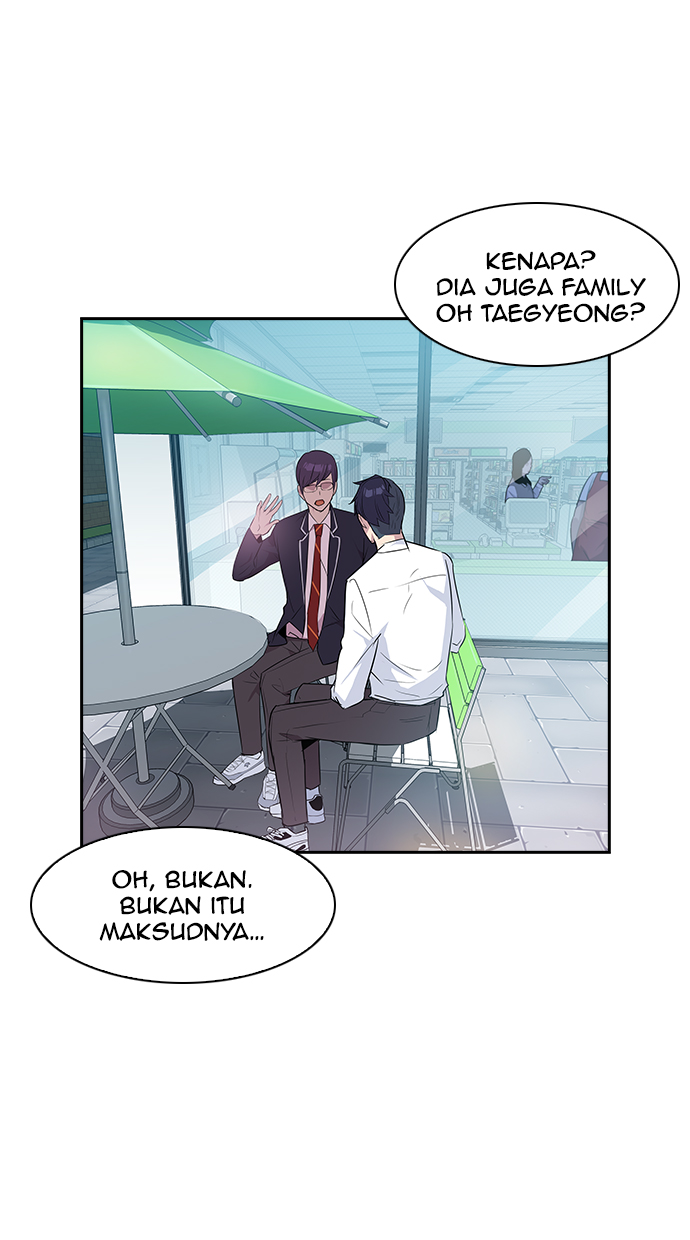 KENAPA?
DIA JUGA FAMILY
OH TAEGYEONG?
OH, BUKAN.
BUKAN ITU
MAKSUDNYA...